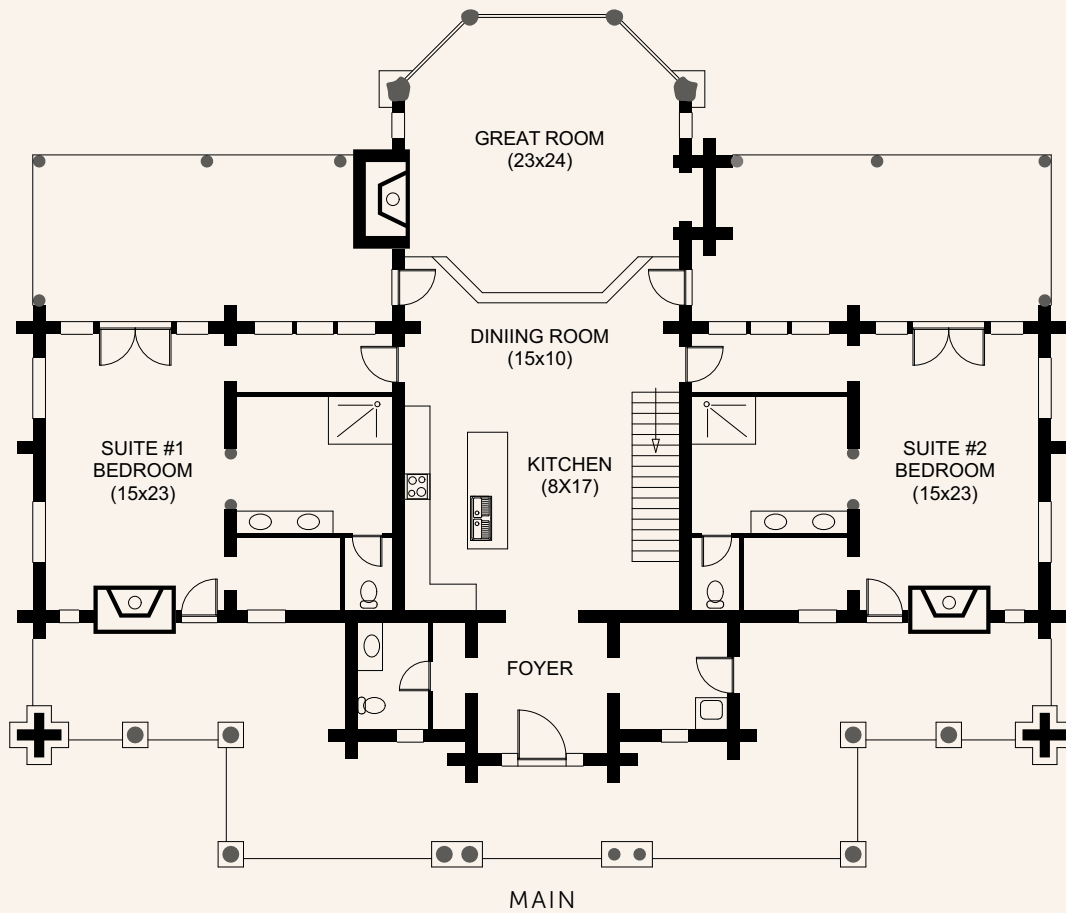 GREAT ROOM
(23x24)
DINIING ROOM
(15x10)
SUITE #1
BEDROOM
(15x23)
KITCHEN
(8X17)
SUITE #2
BEDROOM
(15x23)
FOYER
MAIN